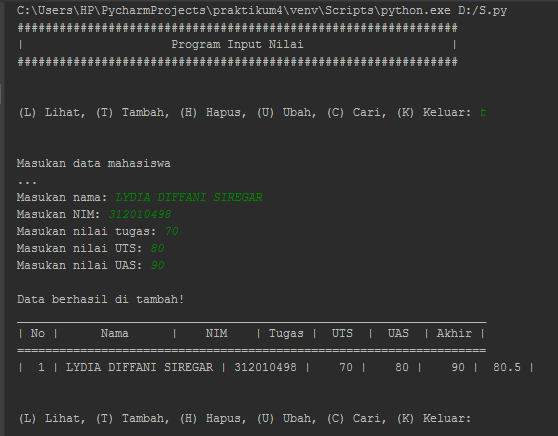 C:\Users\HP\PycharmProjects\praktikum4\venv\Scripts\python.exe D:/S.py
###############################################################
|                     Program Input Nilai                     |
###############################################################
(L) Lihat, (T) Tambah, (H) Hapus, (U) Ubah, (C) Cari, (K) Keluar: t
Masukan data mahasiswa
...
Masukan nama: LYDIA DIFFANI SIREGAR
Masukan NIM: 312010498
Masukan nilai tugas: 70
Masukan nilai UTS: 80
Masukan nilai UAS: 90
Data berhasil di tambah!
___________________________________________________________________
| No |      Nama      |    NIM    | Tugas |  UTS  |  UAS  | Akhir |
===================================================================
|  1 | LYDIA DIFFANI SIREGAR | 312010498 |    70 |    80 |    90 |  80.5 |
(L) Lihat, (T) Tambah, (H) Hapus, (U) Ubah, (C) Cari, (K) Keluar: